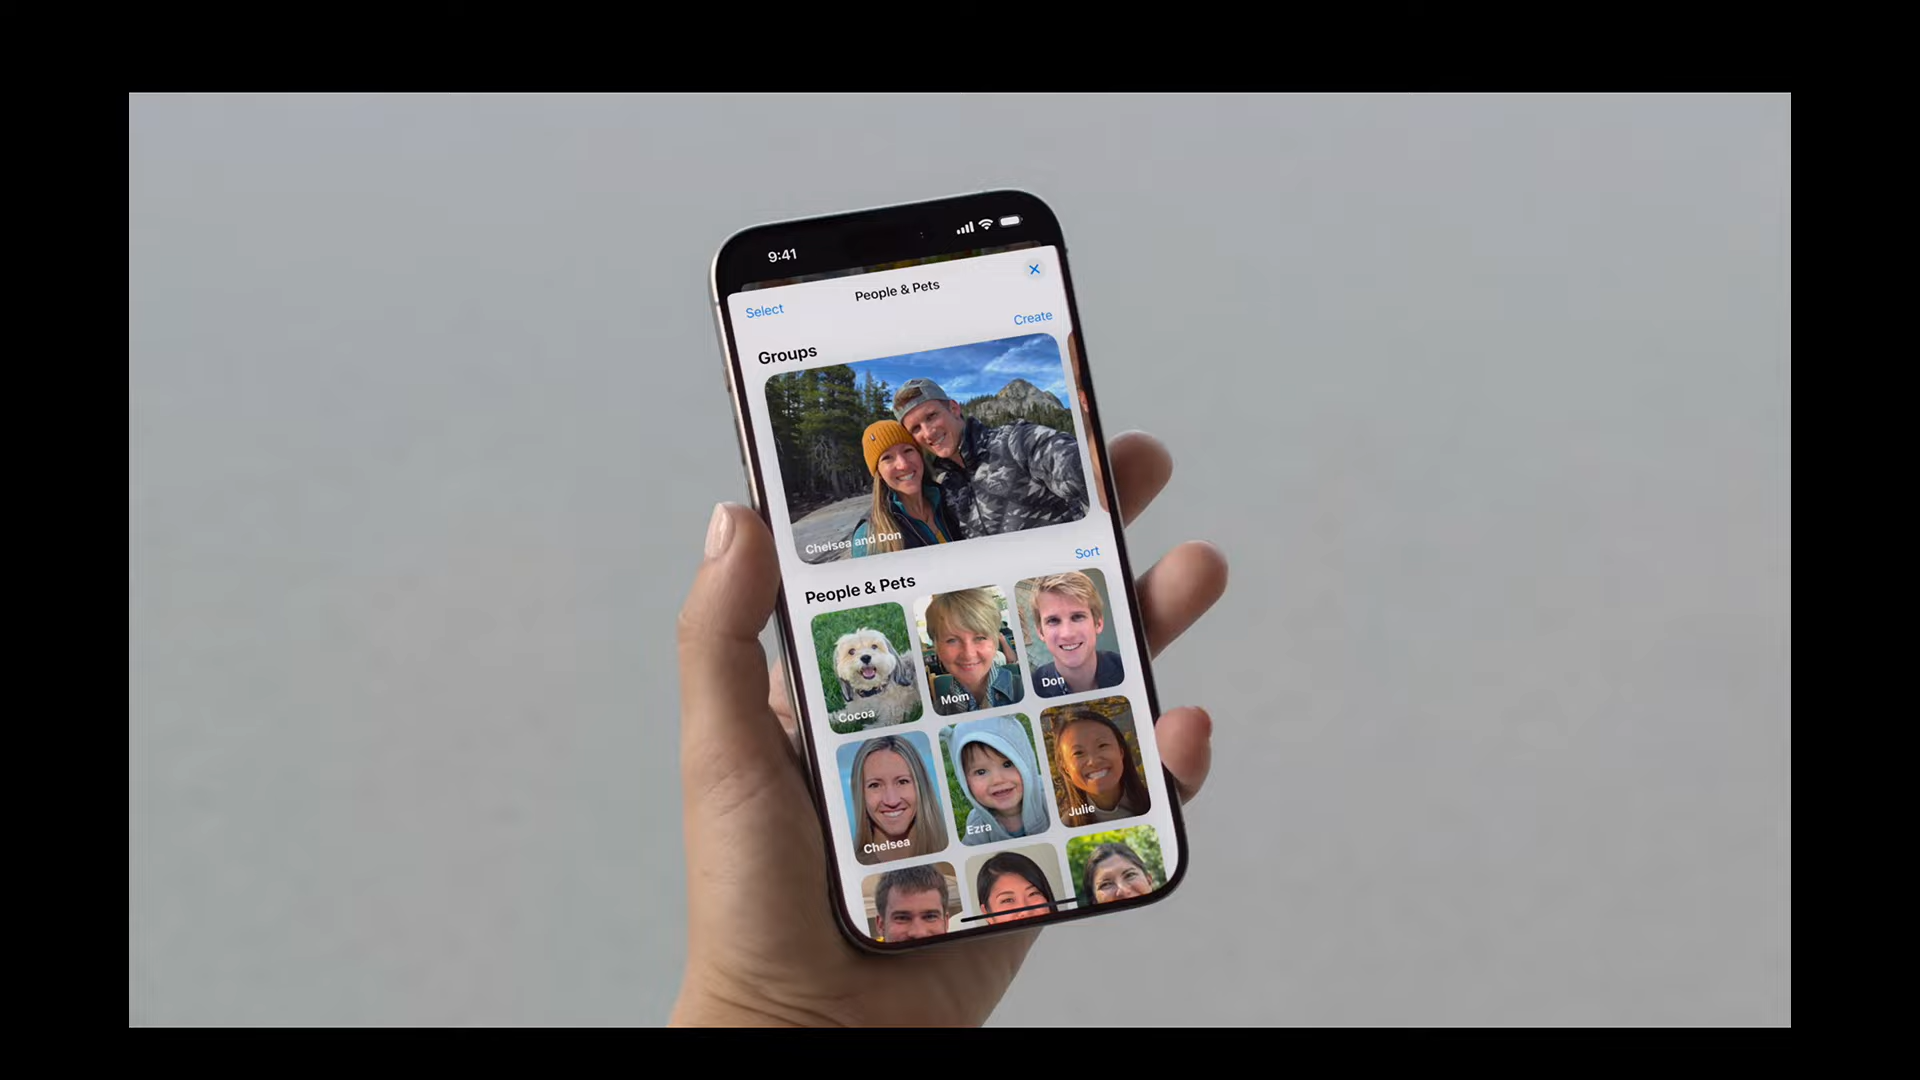 9:41
Select
People & Pets
Create
Groups
Chelsea and Don
Sort
People & Pets
Cocoa
Mom
Don
Chelsea
Ezra
Julie